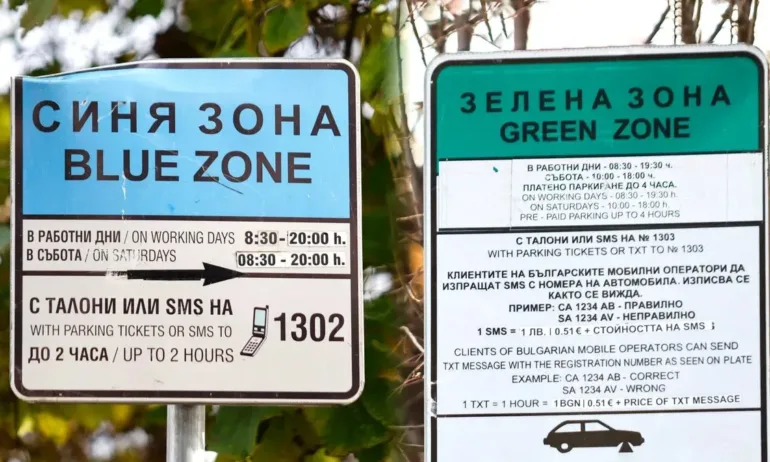 СИНЯ ЗОНА
BLUE ZONE
В РАБОТНИ ДНИ / ON WORKING DAYS 8:30 - 20:00 h.
В СЪБОТА / ON SATURDAYS 08:30 - 20:00 h.
С ТАЛОНИ ИЛИ SMS НА
WITH PARKING TICKETS OR SMS TO
1302
ДО 2 ЧАСА / UP TO 2 HOURS
ЗЕЛЕНА ЗОНА
GREEN ZONE
В РАБОТНИ ДНИ - 08:30 - 19:30 ч.
СЪБОТА - 10:00 - 18:00 ч.
ПЛАТЕНО ПАРКИРАНЕ ДО 4 ЧАСА.
ON WORKING DAYS - 08:30 - 19:30 h.
ON SATURDAYS - 10:00 - 18:00 h.
PRE - PAID PARKING UP TO 4 HOURS
С ТАЛОНИ ИЛИ SMS НА № 1303
WITH PARKING TICKETS OR TXT TO № 1303
КЛИЕНТИТЕ НА БЪЛГАРСКИТЕ МОБИЛНИ ОПЕРАТОРИ ДА
ИЗПРАЩАТ SMS С НОМЕРА НА АВТОМОБИЛА. ИЗПИСВА СЕ
КАКТО СЕ ВИЖДА.
ПРИМЕР: CA 1234 AB - ПРАВИЛНО
SA 1234 AV - НЕПРАВИЛНО
1 SMS = 1 ЛВ. | 0.51 € + СТОЙНОСТТА НА SMS
CLIENTS OF BULGARIAN MOBILE OPERATORS CAN SEND
TXT MESSAGE WITH THE REGISTRATION NUMBER AS SEEN ON PLATE
EXAMPLE: CA 1234 AB - CORRECT
SA 1234 AV - WRONG
1 TXT = 1 HOUR = 1BGN | 0.51 € + PRICE OF TXT MESSAGE